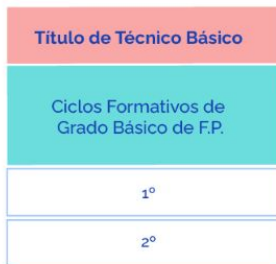 Título de Técnico Básico
Ciclos Formativos de
Grado Básico de F.P.
1º
2º